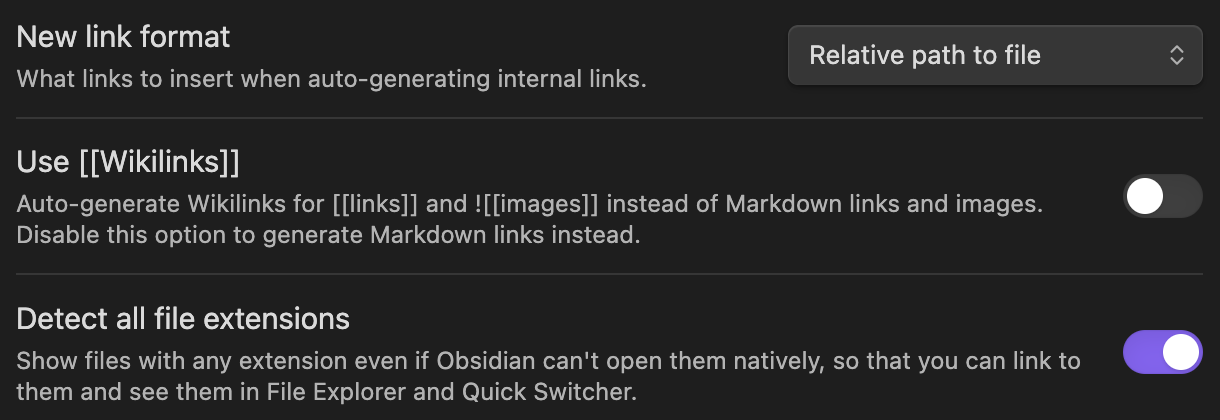 New link format
Relative path to file
What links to insert when auto-generating internal links.
Use [[Wikilinks]]
Auto-generate Wikilinks for [[links]] and ![[images]] instead of Markdown links and images.
Disable this option to generate Markdown links instead.
Detect all file extensions
Show files with any extension even if Obsidian can't open them natively, so that you can link to
them and see them in File Explorer and Quick Switcher.